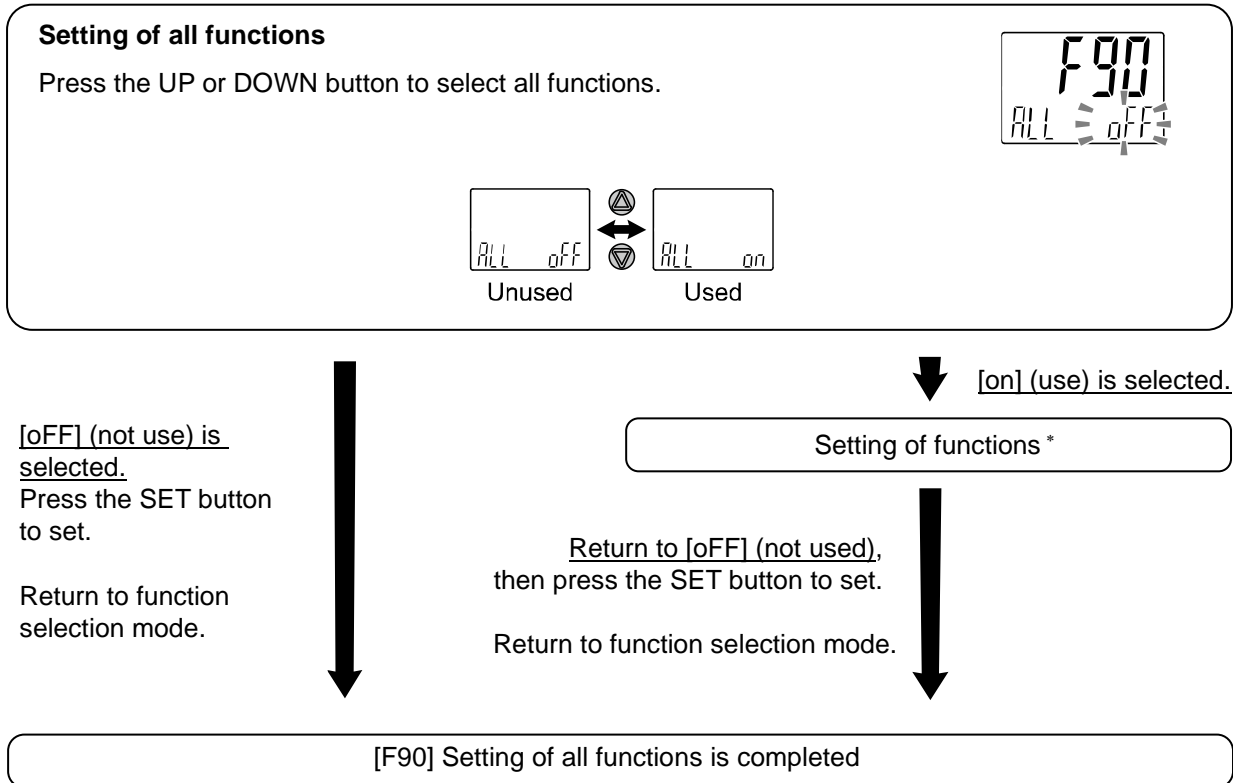 Setting of all functions
Press the UP or DOWN button to select all functions.
F90
ALL oFF
ALL oFF
ALL on
Unused
Used
[on] (use) is selected.
[oFF] (not use) is
selected.
Press the SET button
to set.
Return to function
selection mode.
Setting of functions *
Return to [oFF] (not used),
then press the SET button to set.
Return to function selection mode.
[F90] Setting of all functions is completed